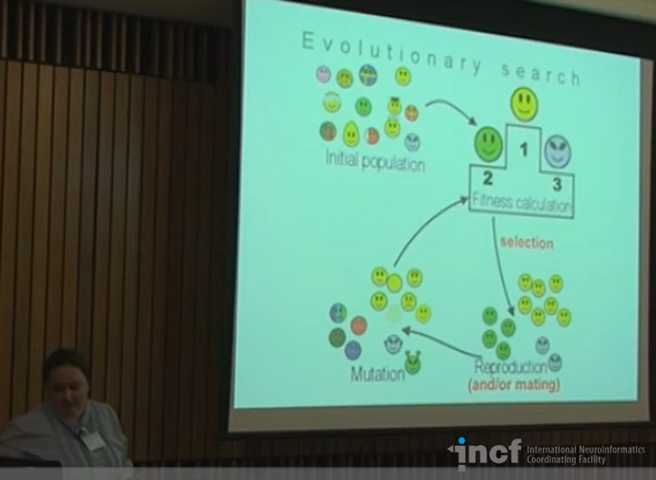 Evolutionary search
Initial population
1
2
3
Fitness calculation
selection
Mutation
Reproduction
(and/or mating)
incf
International Neuroinformatics
Coordinating Facility